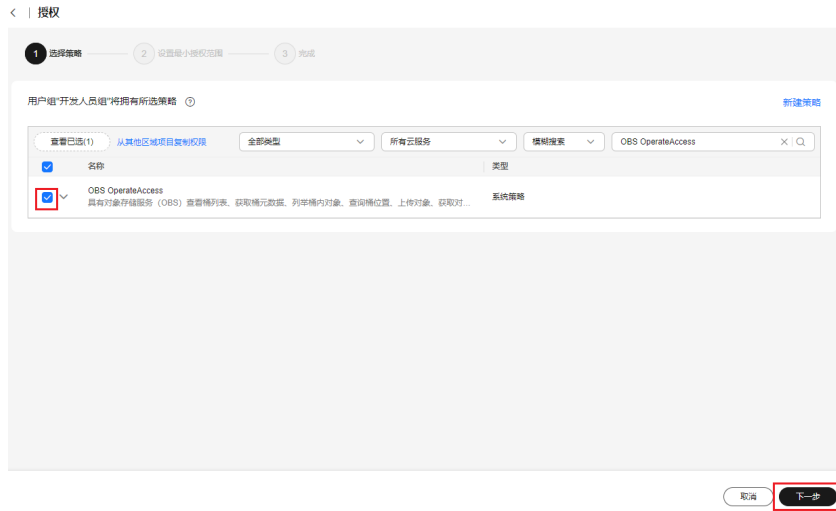 授权
1 选择策略 2 设置最小授权范围 3 完成
用户组"开发人员组"将拥有所选策略
新建策略
查看已选(1) 从其他区域项目复制权限 全部类型 所有云服务 模糊搜索 OBS OperateAccess
名称 类型
OBS OperateAccess
具有对象存储服务（OBS）查看桶列表、获取桶元数据、列举桶内对象、查询桶位置、上传对象、获取对... 系统策略
取消 下一步